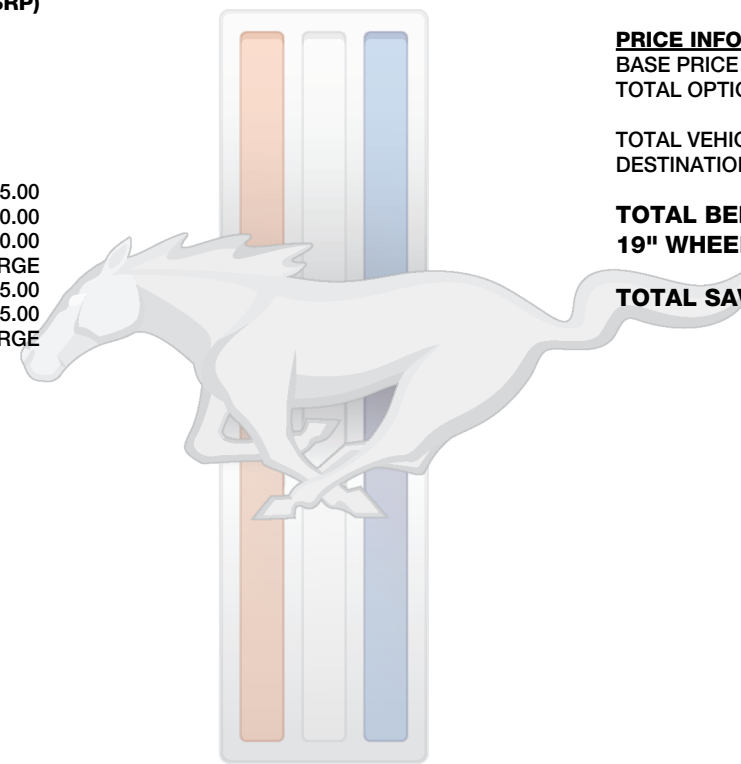 SRP)
5.00
0.00
0.00
RGE
5.00
5.00
RGE
PRICE INFO
BASE PRICE
TOTAL OPTIO
TOTAL VEHIC
DESTINATION
TOTAL BE
19" WHEE
TOTAL SAV